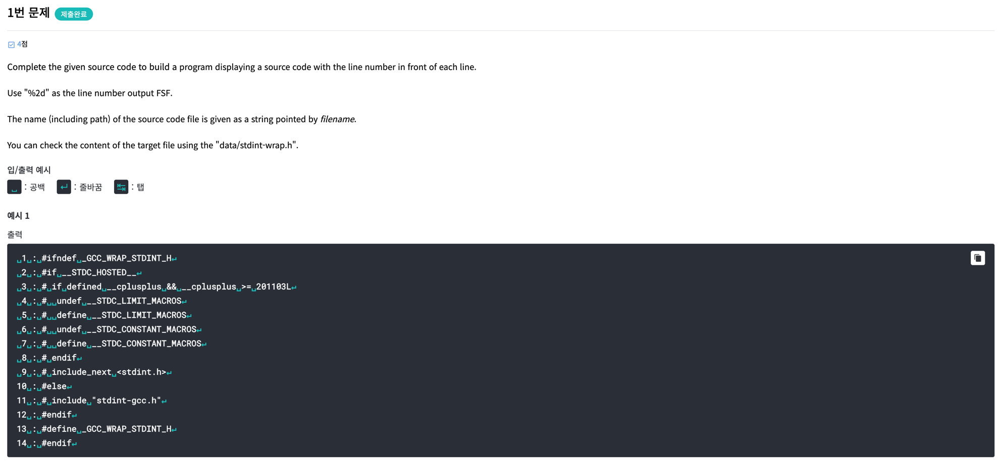 1번 문제 제출완료
4점
Complete the given source code to build a program displaying a source code with the line number in front of each line.
Use "%2d" as the line number output FSF.
The name (including path) of the source code file is given as a string pointed by filename.
You can check the content of the target file using the "data/stdint-wrap.h".
입/출력 예시
␣ : 공백 ↵ : 줄바꿈 ↹ : 탭
예시 1
출력
␣1␣:␣#ifndef␣_GCC_WRAP_STDINT_H↵
␣2␣:␣#if␣__STDC_HOSTED__↵
␣3␣:␣#␣if␣defined␣__cplusplus␣&&␣__cplusplus␣>=␣201103L↵
␣4␣:␣#␣␣undef␣__STDC_LIMIT_MACROS↵
␣5␣:␣#␣␣define␣__STDC_LIMIT_MACROS↵
␣6␣:␣#␣␣undef␣__STDC_CONSTANT_MACROS↵
␣7␣:␣#␣␣define␣__STDC_CONSTANT_MACROS↵
␣8␣:␣#␣endif↵
␣9␣:␣#␣include_next␣<stdint.h>↵
10␣:␣#else↵
11␣:␣#␣include␣"stdint-gcc.h"↵
12␣:␣#endif↵
13␣:␣#define␣_GCC_WRAP_STDINT_H↵
14␣:␣#endif↵